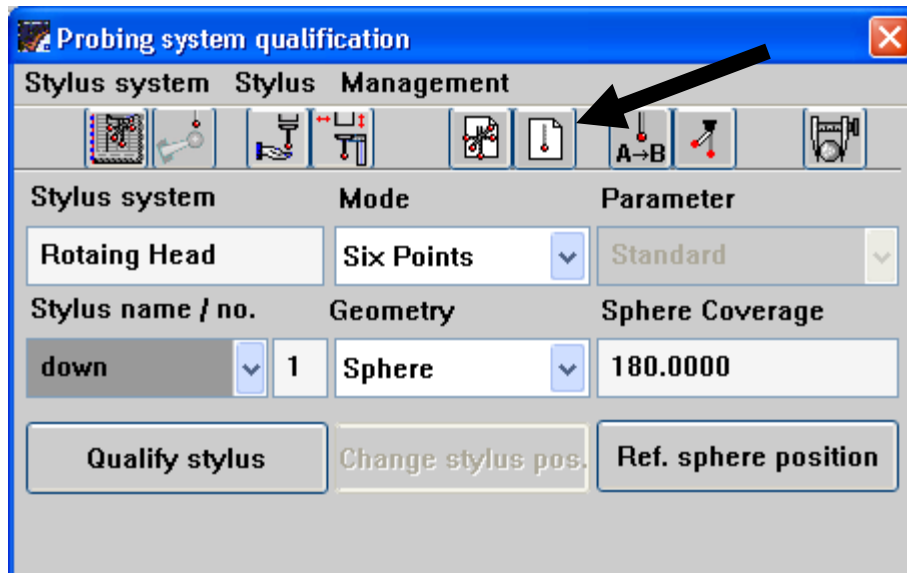 Probing system qualification
Stylus system Stylus Management
A→B
Stylus system Mode Parameter
Rotaing Head Six Points Standard
Stylus name / no. Geometry Sphere Coverage
down 1 Sphere 180.0000
Qualify stylus Change stylus pos. Ref. sphere position